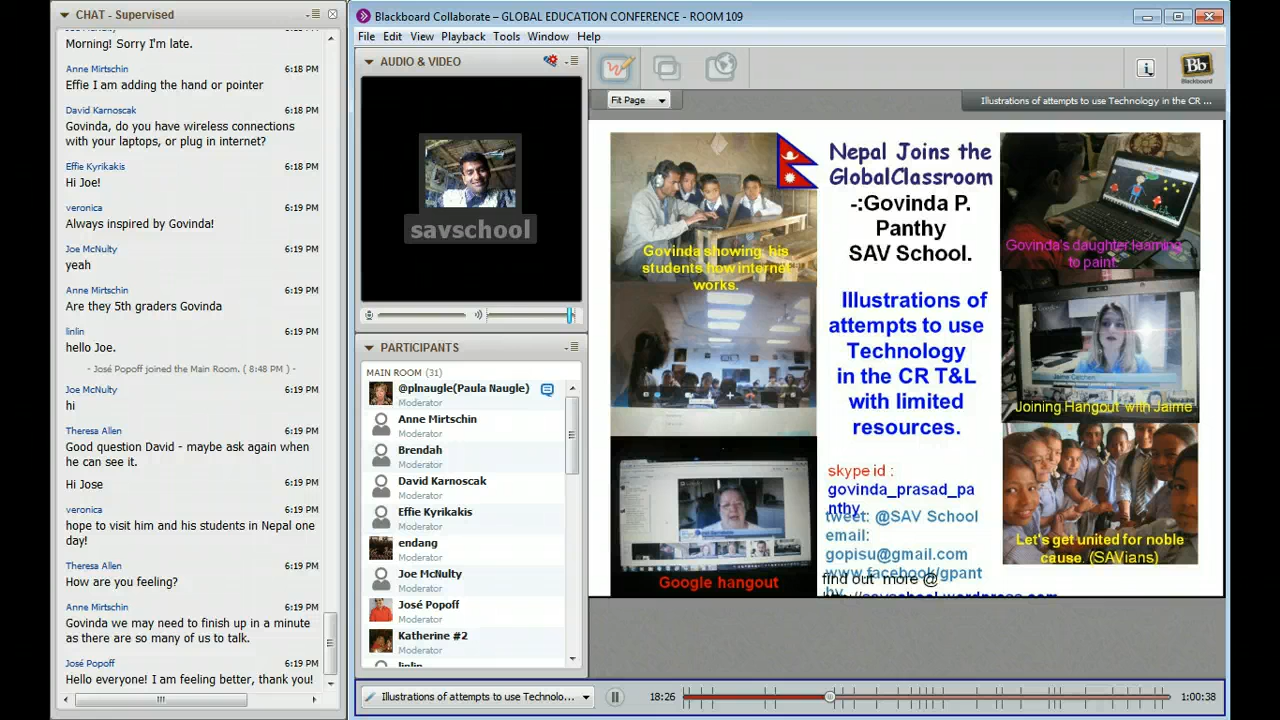 CHAT - Supervised
Morning! Sorry I'm late.
Anne Mirtschin 6:18 PM
Effie I am adding the hand or pointer
David Karnoscak 6:18 PM
Govinda, do you have wireless connections
with your laptops, or plug in internet?
Effie Kyrikakis 6:18 PM
Hi Joe!
veronica 6:19 PM
Always inspired by Govinda!
Joe McNulty 6:19 PM
yeah
Anne Mirtschin 6:19 PM
Are they 5th graders Govinda
linlin 6:19 PM
hello Joe.
- José Popoff joined the Main Room. ( 8:48 PM ) -
Joe McNulty 6:19 PM
hi
Theresa Allen 6:19 PM
Good question David - maybe ask again when
he can see it.
Hi Jose 6:19 PM
veronica 6:19 PM
hope to visit him and his students in Nepal one
day!
Theresa Allen 6:19 PM
How are you feeling?
Anne Mirtschin 6:19 PM
Govinda we may need to finish up in a minute
as there are so many of us to talk.
José Popoff 6:19 PM
Hello everyone! I am feeling better, thank you!
Blackboard Collaborate – GLOBAL EDUCATION CONFERENCE - ROOM 109
File Edit View Playback Tools Window Help
AUDIO & VIDEO
savschool
PARTICIPANTS
MAIN ROOM (31)
@plnaugle(Paula Naugle)
Moderator
Anne Mirtschin
Moderator
Brendah
Moderator
David Karnoscak
Moderator
Effie Kyrikakis
Moderator
endang
Moderator
Joe McNulty
Moderator
José Popoff
Moderator
Katherine #2
Moderator
linlin
Bb
Blackboard
Fit Page
Illustrations of attempts to use Technology in the CR ...
Govinda showing his
students how internet
works.
Google hangout
Nepal Joins the
GlobalClassroom
-:Govinda P.
Panthy
SAV School.
Illustrations of
attempts to use
Technology
in the CR T&L
with limited
resources.
skype id :
govinda_prasad_pa
nthy
tweet: @SAV School
email:
gopisu@gmail.com
www.facebook/gpant
hy
find out more @
http://savschool.wordpress.com
Govinda's daughter learning
to paint.
Joining Hangout with Jaime
Let's get united for noble
cause. (SAVians)
Illustrations of attempts to use Technolo...
18:26
1:00:38